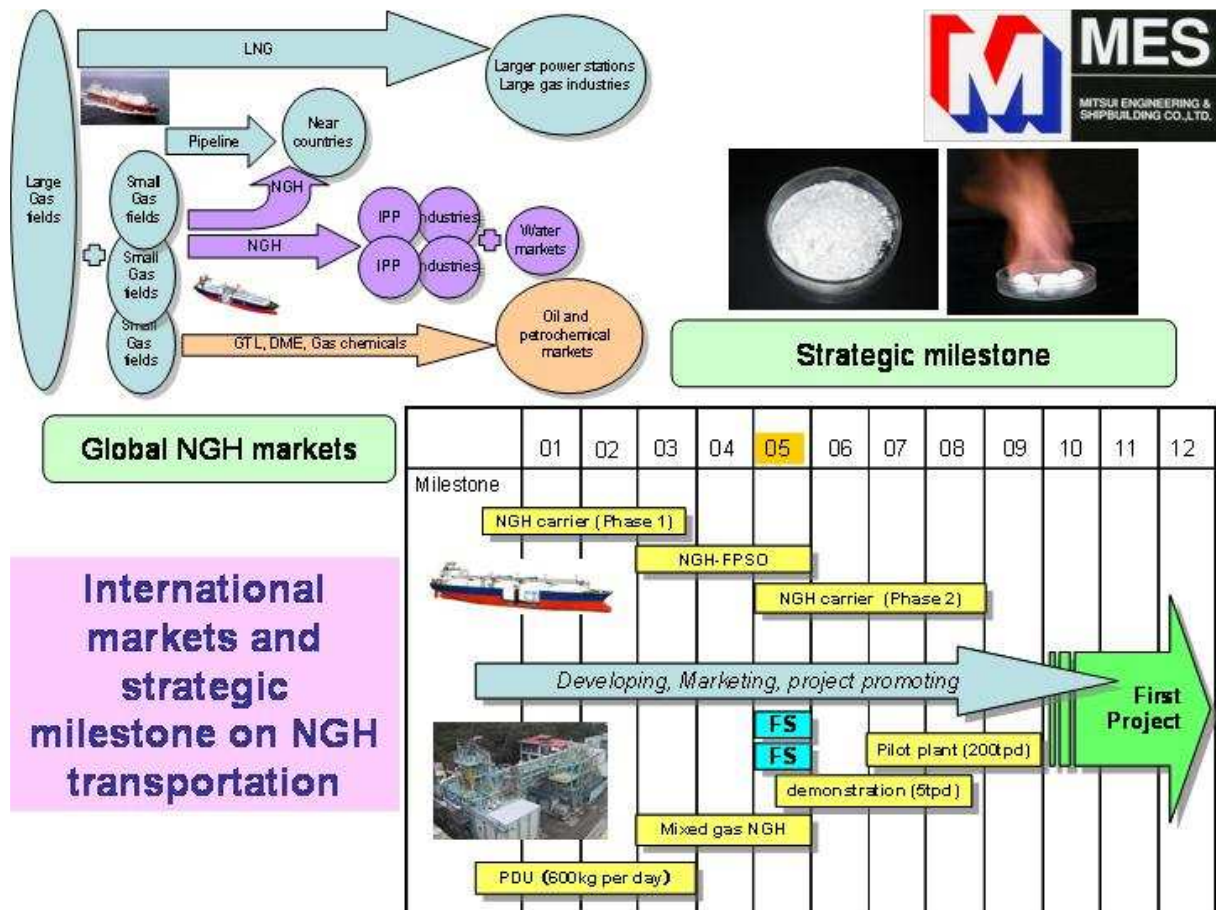 LNG
Larger power stations
Large gas industries
MES
MITSUI ENGINEERING &
SHIPBUILDING CO.,LTD.
Pipeline
Near
countries
Large
Gas
fields
Small
Gas
fields
NGH
NGH
IPP
ndustries
IPP
Industries
Water
markets
Small
Gas
fields
Small
Gas
fields
GTL, DME, Gas chemicals
Oil and
petrochemical
markets
Strategic milestone
Global NGH markets
International
markets and
strategic
milestone on NGH
transportation
01 02 03 04 05 06 07 08 09 10 11 12
Milestone
NGH carrier (Phase 1)
NGH-FPSO
NGH carrier (Phase 2)
Developing, Marketing, project promoting
First
Project
FS
FS
Pilot plant (200tpd)
demonstration (5tpd)
Mixed gas NGH
PDU (600kg per day)